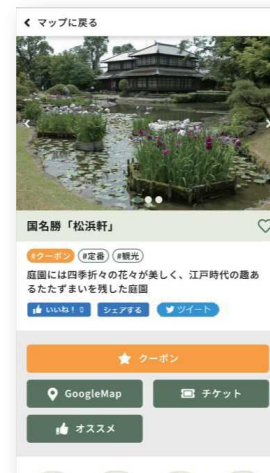 マップに戻る
国名勝「松浜軒」
#クーポン #定番 #観光
庭園には四季折々の花々が美しく、江戸時代の趣あ
るたたずまいを残した庭園
いいね！ 0 シェアする ツイート
クーポン
GoogleMap チケット
オススメ